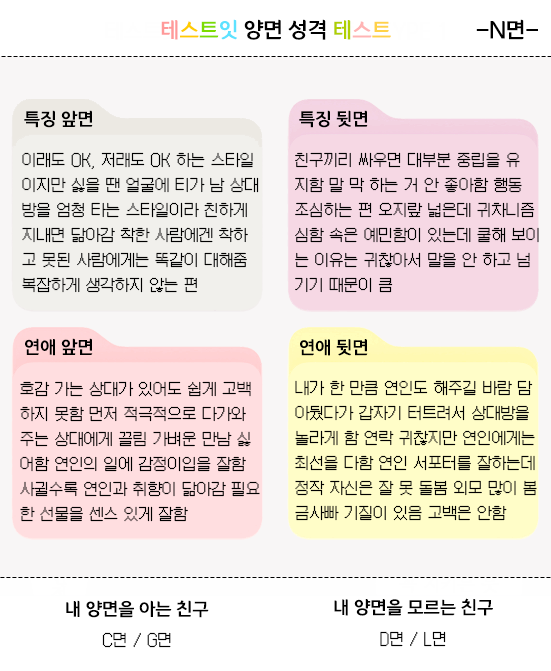 테스트잇 양면 성격 테스트
-N면-
특징 앞면
이래도 OK, 저래도 OK 하는 스타일
이지만 싫을 땐 얼굴에 티가 남 상대
방을 엄청 타는 스타일이라 친하게
지내면 닮아감 착한 사람에겐 착하
고 못된 사람에게는 똑같이 대해줌
복잡하게 생각하지 않는 편
특징 뒷면
친구끼리 싸우면 대부분 중립을 유
지함 말 막 하는 거 안 좋아함 행동
조심하는 편 오지랖 넓은데 귀차니즘
심함 속은 예민함이 있는데 쿨해 보이
는 이유는 귀찮아서 말을 안 하고 넘
기기 때문이 큼
연애 앞면
호감 가는 상대가 있어도 쉽게 고백
하지 못함 먼저 적극적으로 다가와
주는 상대에게 끌림 가벼운 만남 싫
어함 연인의 일에 감정이입을 잘함
사귈수록 연인과 취향이 닮아감 필요
한 선물을 센스 있게 잘함
연애 뒷면
내가 한 만큼 연인도 해주길 바람 담
아뒀다가 갑자기 터트려서 상대방을
놀라게 함 연락 귀찮지만 연인에게는
최선을 다함 연인 서포터를 잘하는데
정작 자신은 잘 못 돌봄 외모 많이 봄
금사빠 기질이 있음 고백은 안함
내 양면을 아는 친구
C면 / G면
내 양면을 모르는 친구
D면 / L면